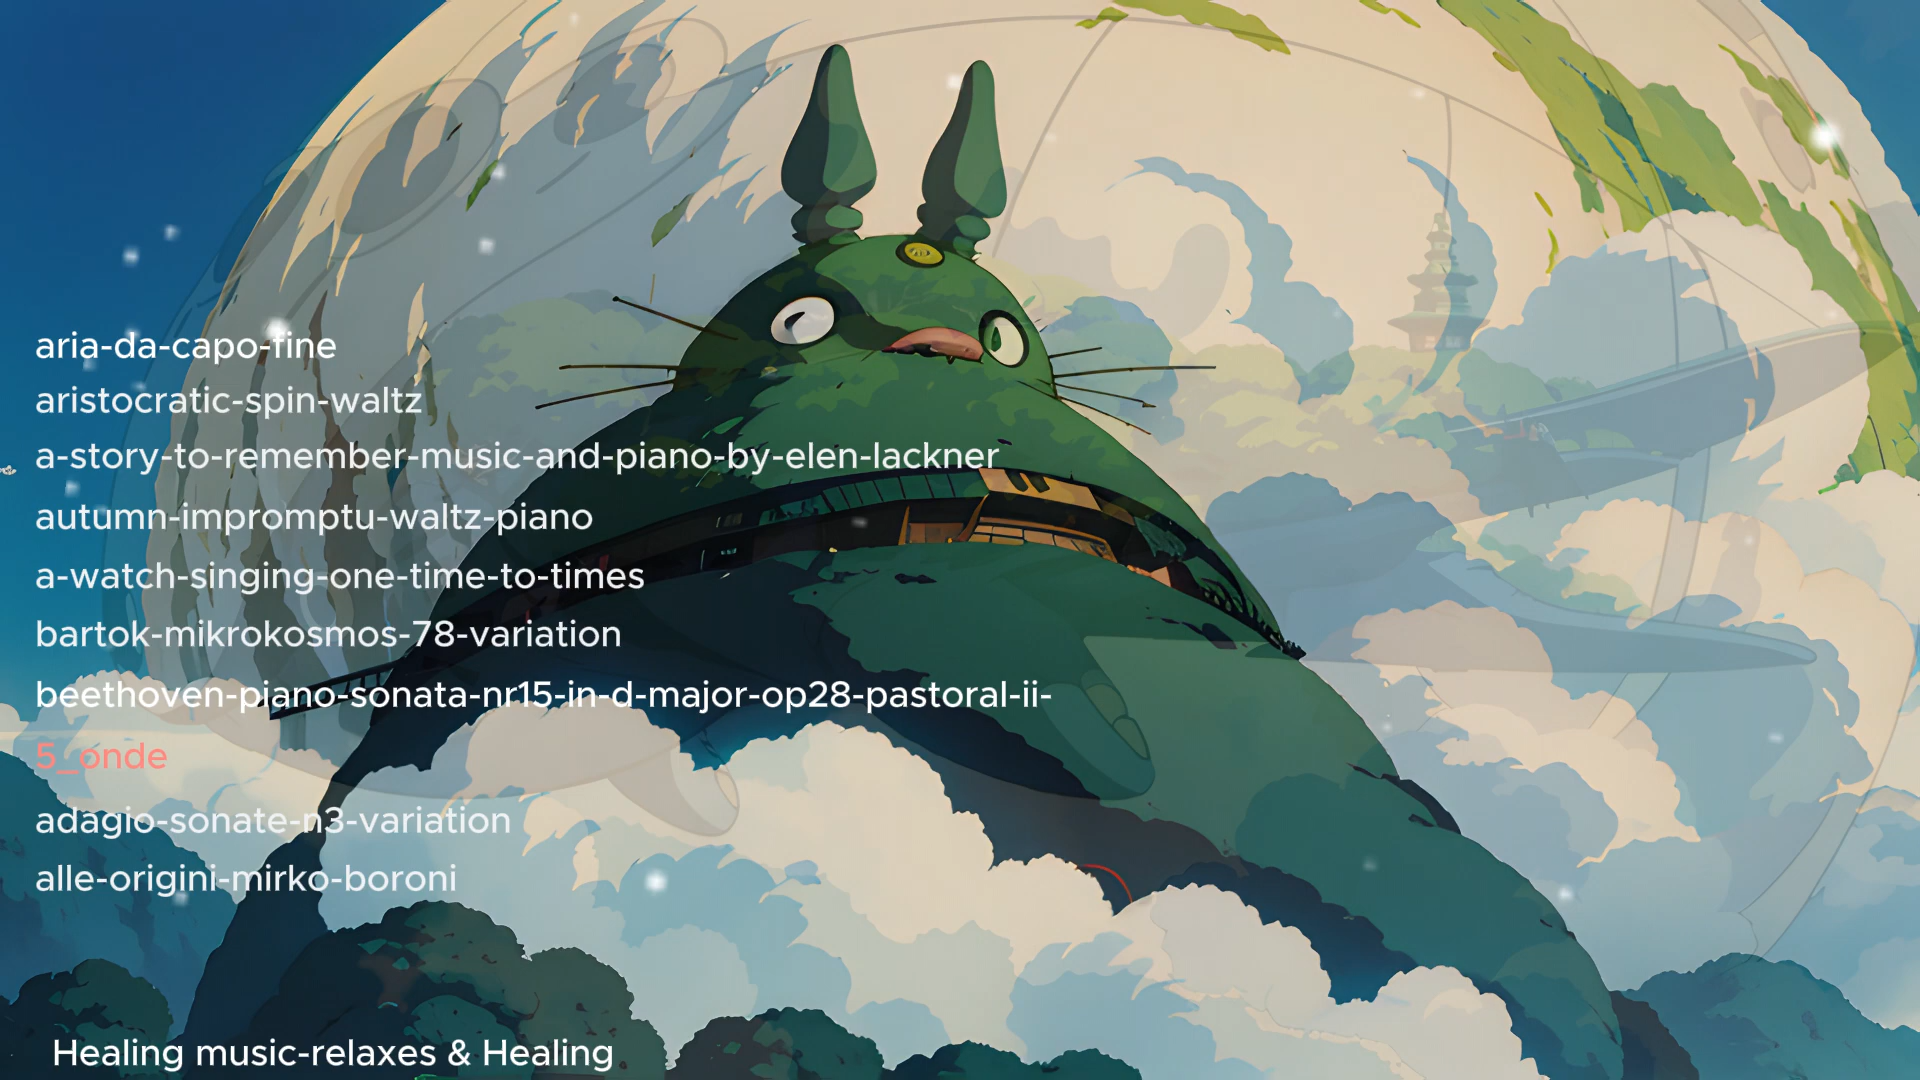 aria-da-capo-fine
aristocratic-spin-waltz
a-story-to-remember-music-and-piano-by-elen-lackner
autumn-impromptu-waltz-piano
a-watch-singing-one-time-to-times
bartok-mikrokosmos-78-variation
beethoven-piano-sonata-nr15-in-d-major-op28-pastoral-ii-
5_onde
adagio-sonate-n3-variation
alle-origini-mirko-boroni
Healing music-relaxes & Healing